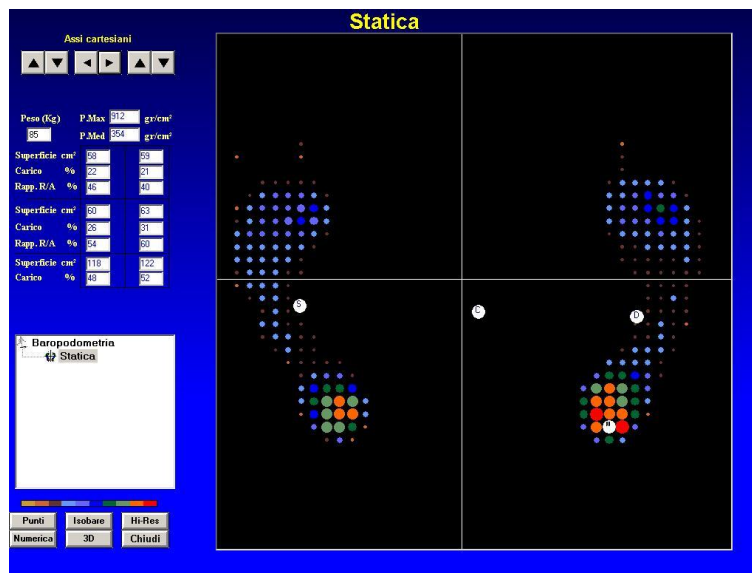 Statica
Assi cartesiani
Peso (Kg) P.Max 912 gr/cm²
85 P.Med 354 gr/cm²
Superficie cm² 58 59
Carico % 22 21
Rapp. R/A % 46 40
Superficie cm² 60 63
Carico % 26 31
Rapp. R/A % 54 60
Superficie cm² 118 122
Carico % 48 52
S C D
M
Baropodometria
Statica
Punti Isobare Hi-Res
Numerica 3D Chiudi